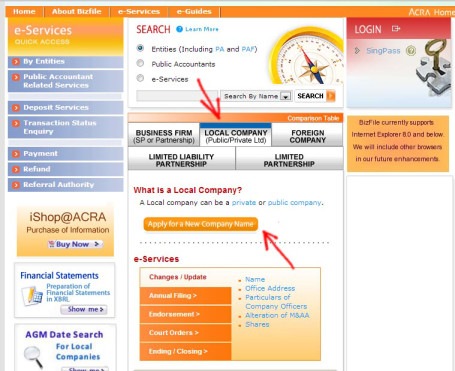 Home
About Bizfile
e-Services
e-Guides
ACRA Home
e-Services
QUICK ACCESS
By Entities
Public Accountant
Related Services
Deposit Services
Transaction Status
Enquiry
Payment
Refund
Referral Authority
iShop@ACRA
Purchase of Information
Buy Now >
Financial Statements
Preparation of
Financial Statements
in XBRL
Show me >
AGM Date Search
For Local
Companies
Show me >
SEARCH
Learn More
Entities (Including PA and PAF)
Public Accountants
e-Services
Search By Name
SEARCH
Comparison Table
BUSINESS FIRM
(SP or Partnership)
LOCAL COMPANY
(Public/Private Ltd)
FOREIGN
COMPANY
LIMITED LIABILITY
PARTNERSHIP
LIMITED
PARTNERSHIP
What is a Local Company?
A Local company can be a private or public company.
Apply for a New Company Name
e-Services
Changes / Update
Annual Filing >
Endorsement >
Court Orders >
Ending / Closing >
Name
Office Address
Particulars of
Company Officers
Alteration of M&AA
Shares
LOGIN
SingPass
BizFile currently supports
Internet Explorer 8.0 and below.
We will include other browsers
in our future enhancements.